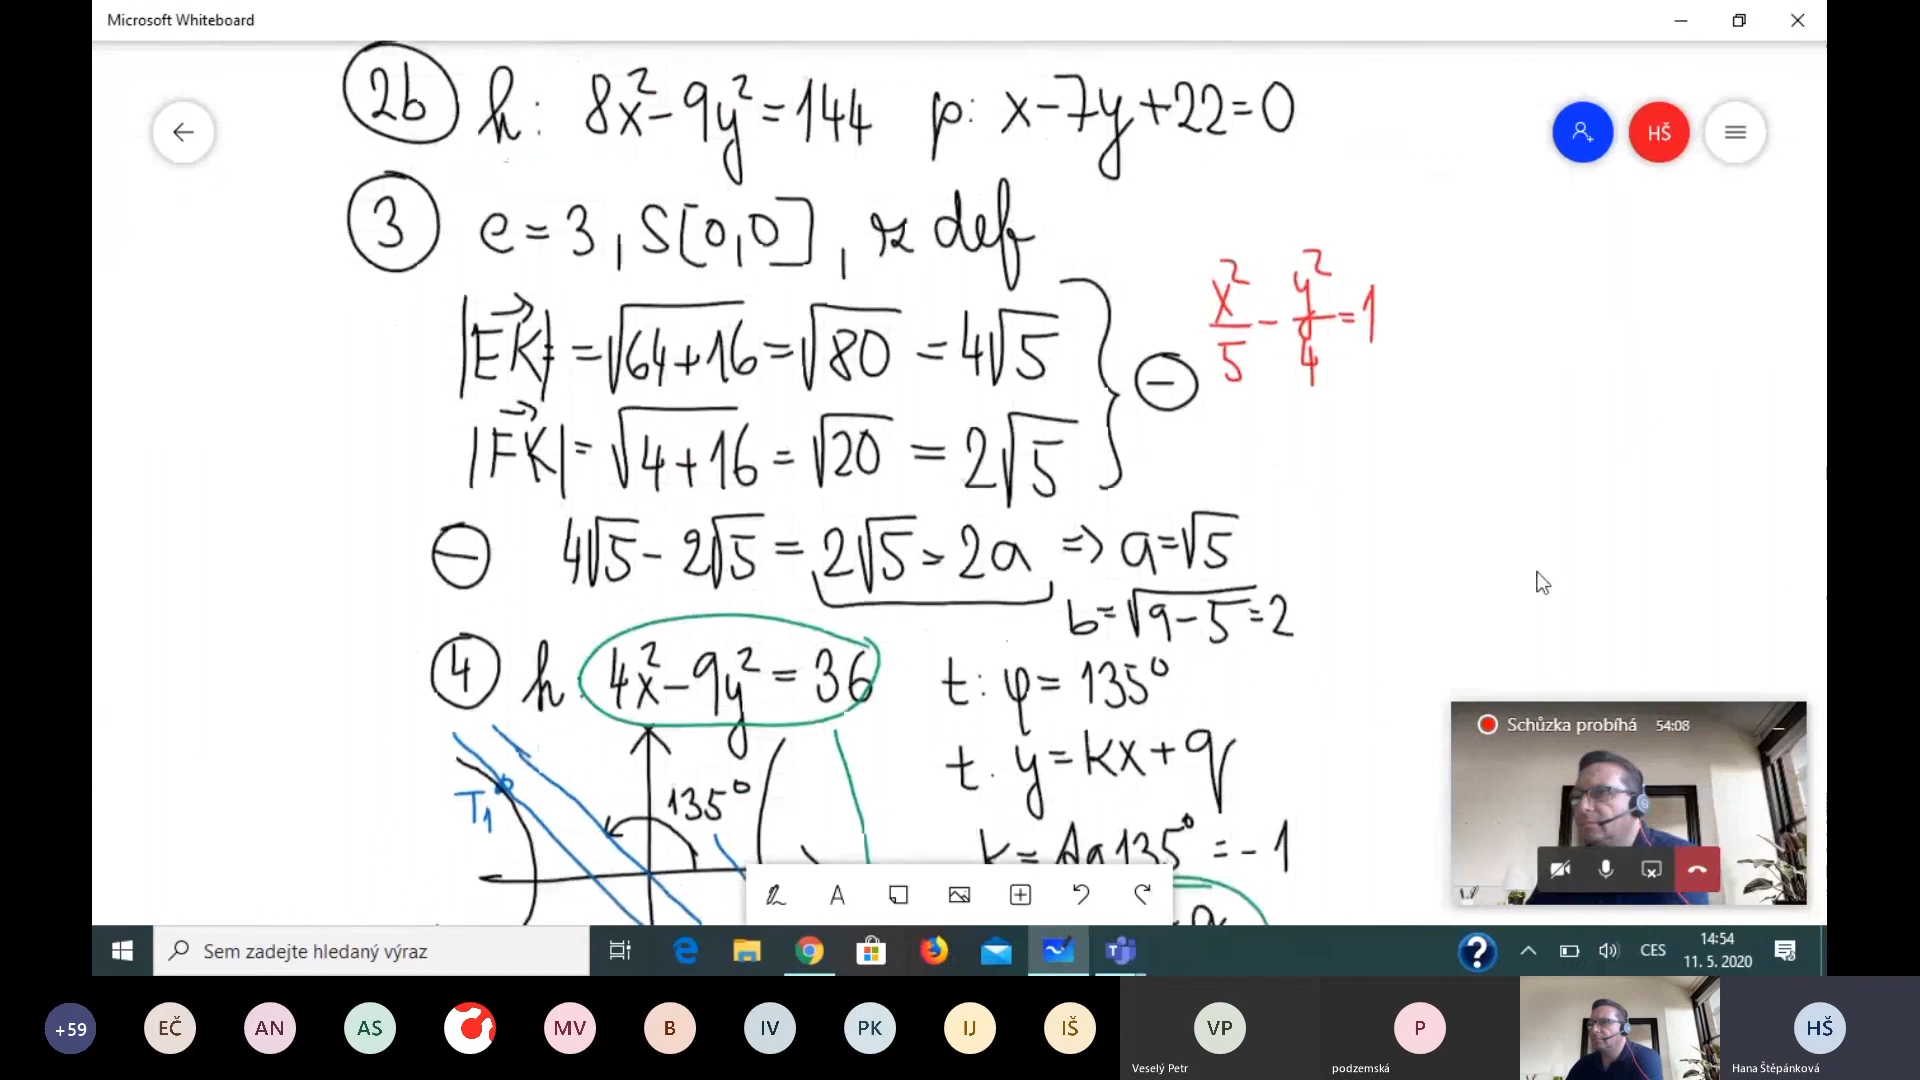 Microsoft Whiteboard
2b h: 8x²-9y²=144 p: x-7y+22=0
HŠ
3 e=3, S[0,0], z def
x²/5 - y²/4 = 1
|EK| = √64+16 = √80 = 4√5
|FK| = √4+16 = √20 = 2√5
4√5 - 2√5 = 2√5 = 2a => a=√5
b=√9-5=2
4 h 4x²-9y²=36 t: φ=135°
t. y=kx+q
T₁ 135°
k= 135° = -1
Schůzka probíhá 54:08
Sem zadejte hledaný výraz
CES
14:54
11. 5. 2020
+59 EČ AN AS MV B IV PK IJ IŠ VP P HŠ
Veselý Petr
podzemská
Hana Štěpánková